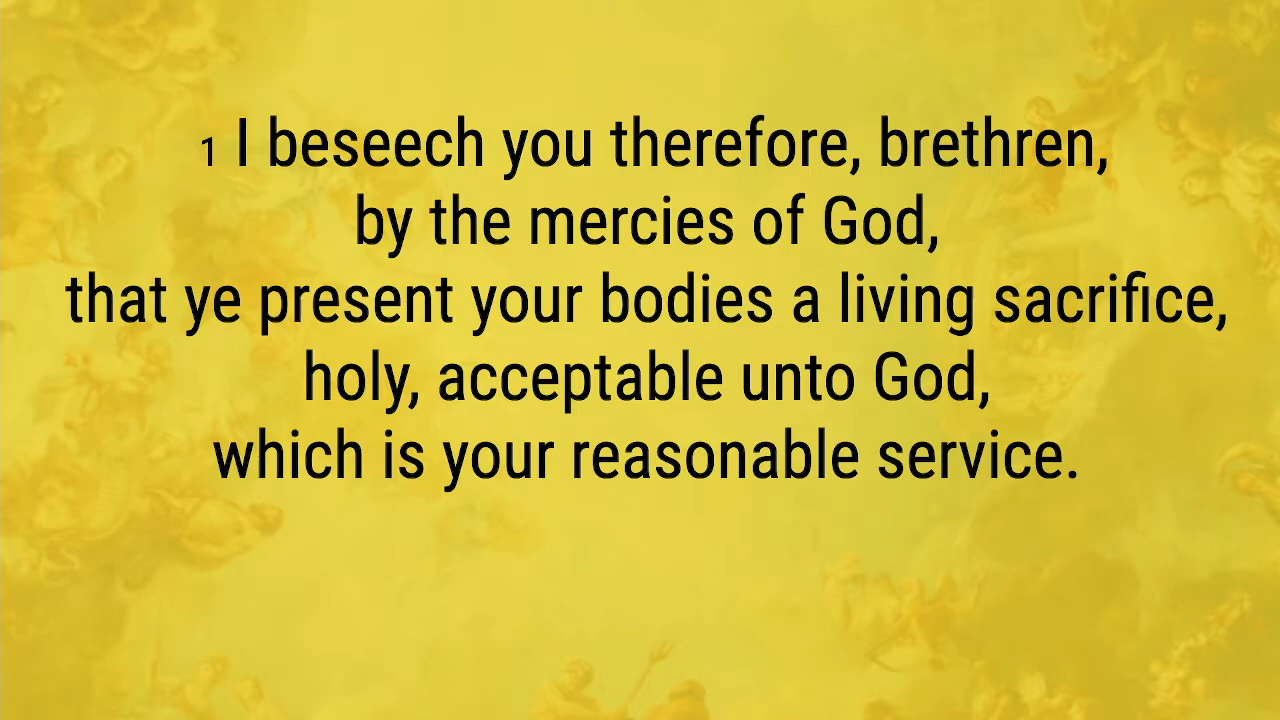 1 I beseech you therefore, brethren,
by the mercies of God,
that ye present your bodies a living sacrifice,
holy, acceptable unto God,
which is your reasonable service.